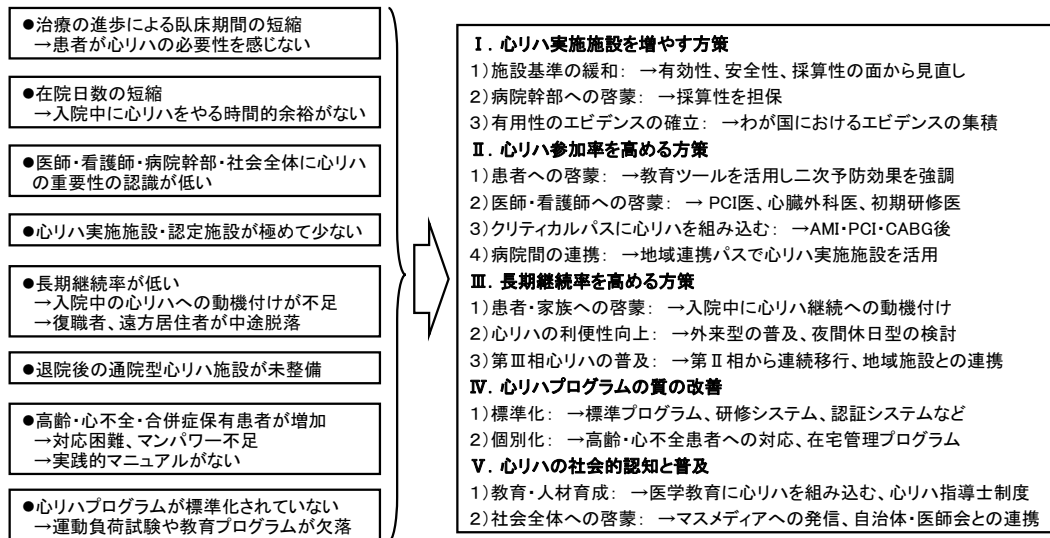 ●治療の進歩による臨床期間の短縮
→患者が心リハの必要性を感じない
●在院日数の短縮
→入院中に心リハをやる時間的余裕がない
●医師・看護師・病院幹部・社会全体に心リハ
の重要性の認識が低い
●心リハ実施施設・認定施設が極めて少ない
●長期継続率が低い
→入院中の心リハへの動機付けが不足
→復職者、遠方居住者が中途脱落
●退院後の通院型心リハ施設が未整備
●高齢・心不全・合併症保有患者が増加
→対応困難、マンパワー不足
→実践的マニュアルがない
●心リハプログラムが標準化されていない
→運動負荷試験や教育プログラムが欠落
Ⅰ. 心リハ実施施設を増やす方策
1)施設基準の緩和: →有効性、安全性、採算性の面から見直し
2)病院幹部への啓蒙: →採算性を担保
3)有用性のエビデンスの確立: →わが国におけるエビデンスの集積
Ⅱ. 心リハ参加率を高める方策
1)患者への啓蒙: →教育ツールを活用し二次予防効果を強調
2)医師・看護師への啓蒙: → PCI医、心臓外科医、初期研修医
3)クリティカルパスに心リハを組み込む: →AMI・PCI・CABG後
4)病院間の連携: →地域連携パスで心リハ実施施設を活用
Ⅲ. 長期継続率を高める方策
1)患者・家族への啓蒙: →入院中に心リハ継続への動機付け
2)心リハの利便性向上: →外来型の普及、夜間休日型の検討
3)第Ⅲ相心リハの普及: →第Ⅱ相から連続移行、地域施設との連携
Ⅳ. 心リハプログラムの質の改善
1)標準化: →標準プログラム、研修システム、認証システムなど
2)個別化: →高齢・心不全患者への対応、在宅管理プログラム
Ⅴ. 心リハの社会的認知と普及
1)教育・人材育成: →医学教育に心リハを組み込む、心リハ指導士制度
2)社会全体への啓蒙: →マスメディアへの発信、自治体・医師会との連携